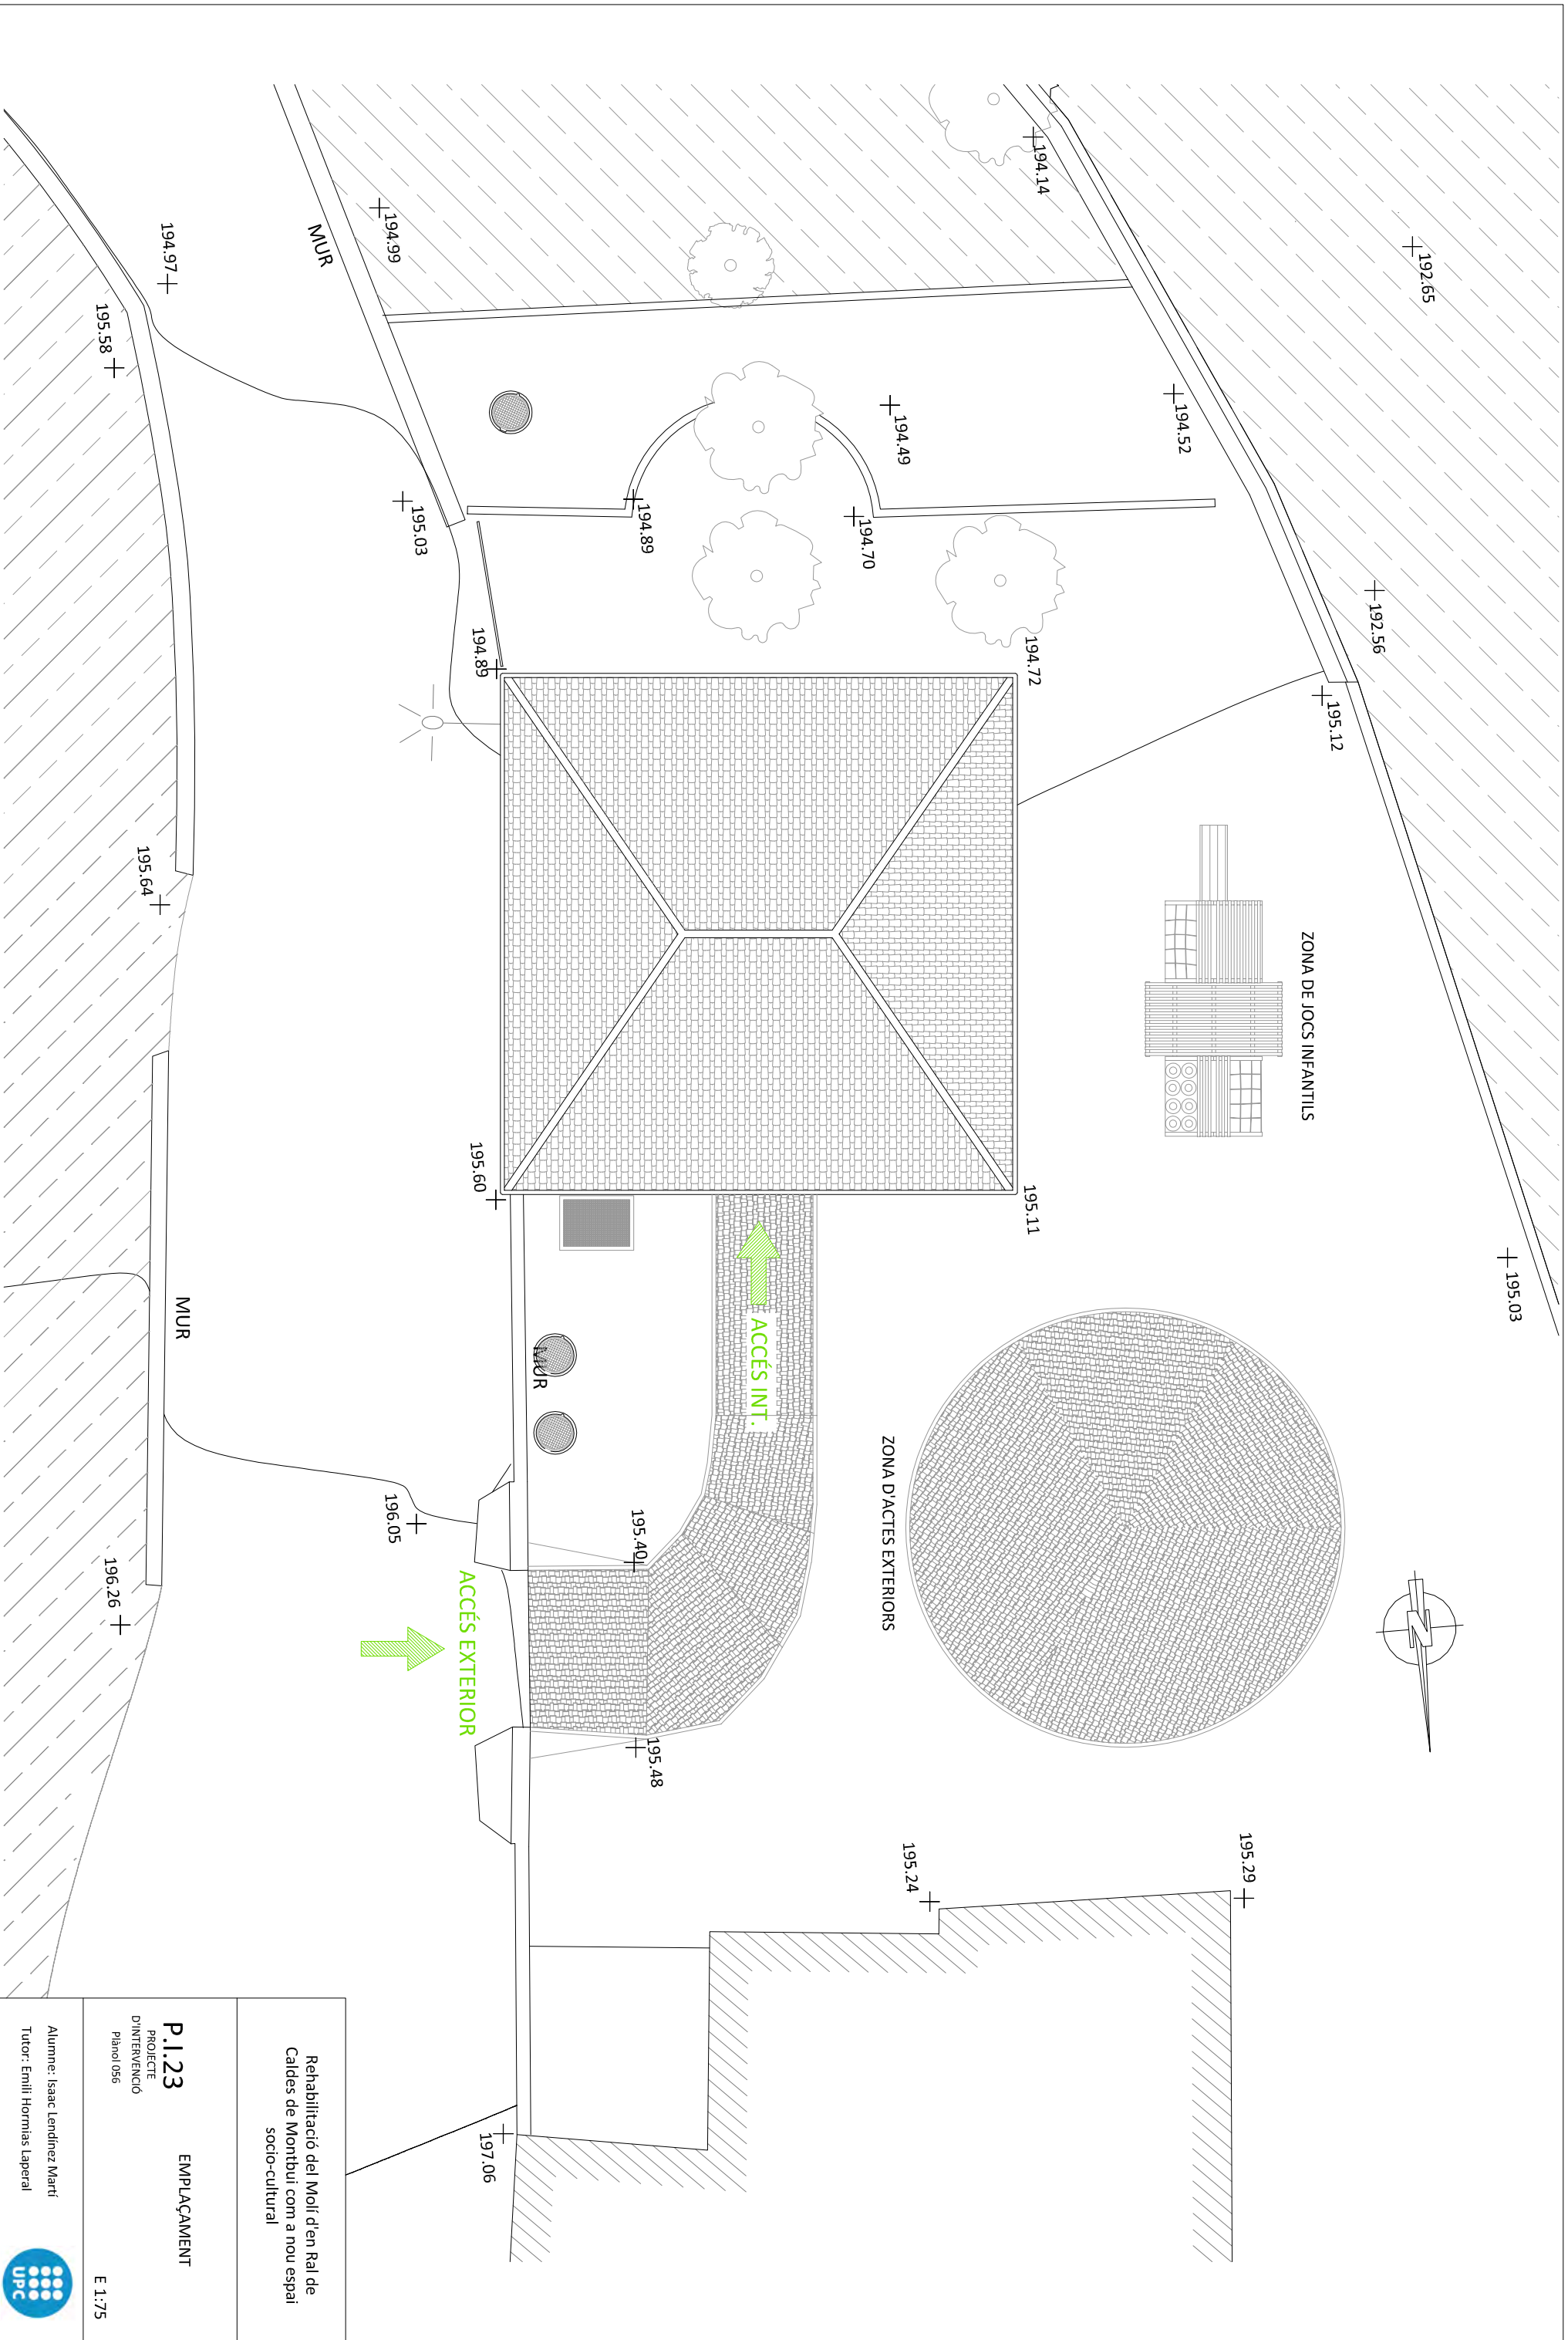 192.65
192.56
195.12
195.03
194.14
194.52
194.49
194.70
194.89
194.99
MUR
195.03
194.97
195.58
194.89
194.72
195.64
195.60
195.11
ZONA DE JOCS INFANTILS
ZONA D'ACTES EXTERIORS
ACCÉS INT.
MUR
MUR
195.40
196.05
196.26
ACCÉS EXTERIOR
195.48
195.24
195.29
197.06
N
Rehabilitació del Molí d'en Ral de
Caldes de Montbui com a nou espai
socio-cultural
P.I.23
PROJECTE
D'INTERVENCIÓ
Plànol 056
EMPLAÇAMENT
E 1:75
Alumne: Isaac Lendínez Martí
Tutor: Emili Hormias Laperal
UPC